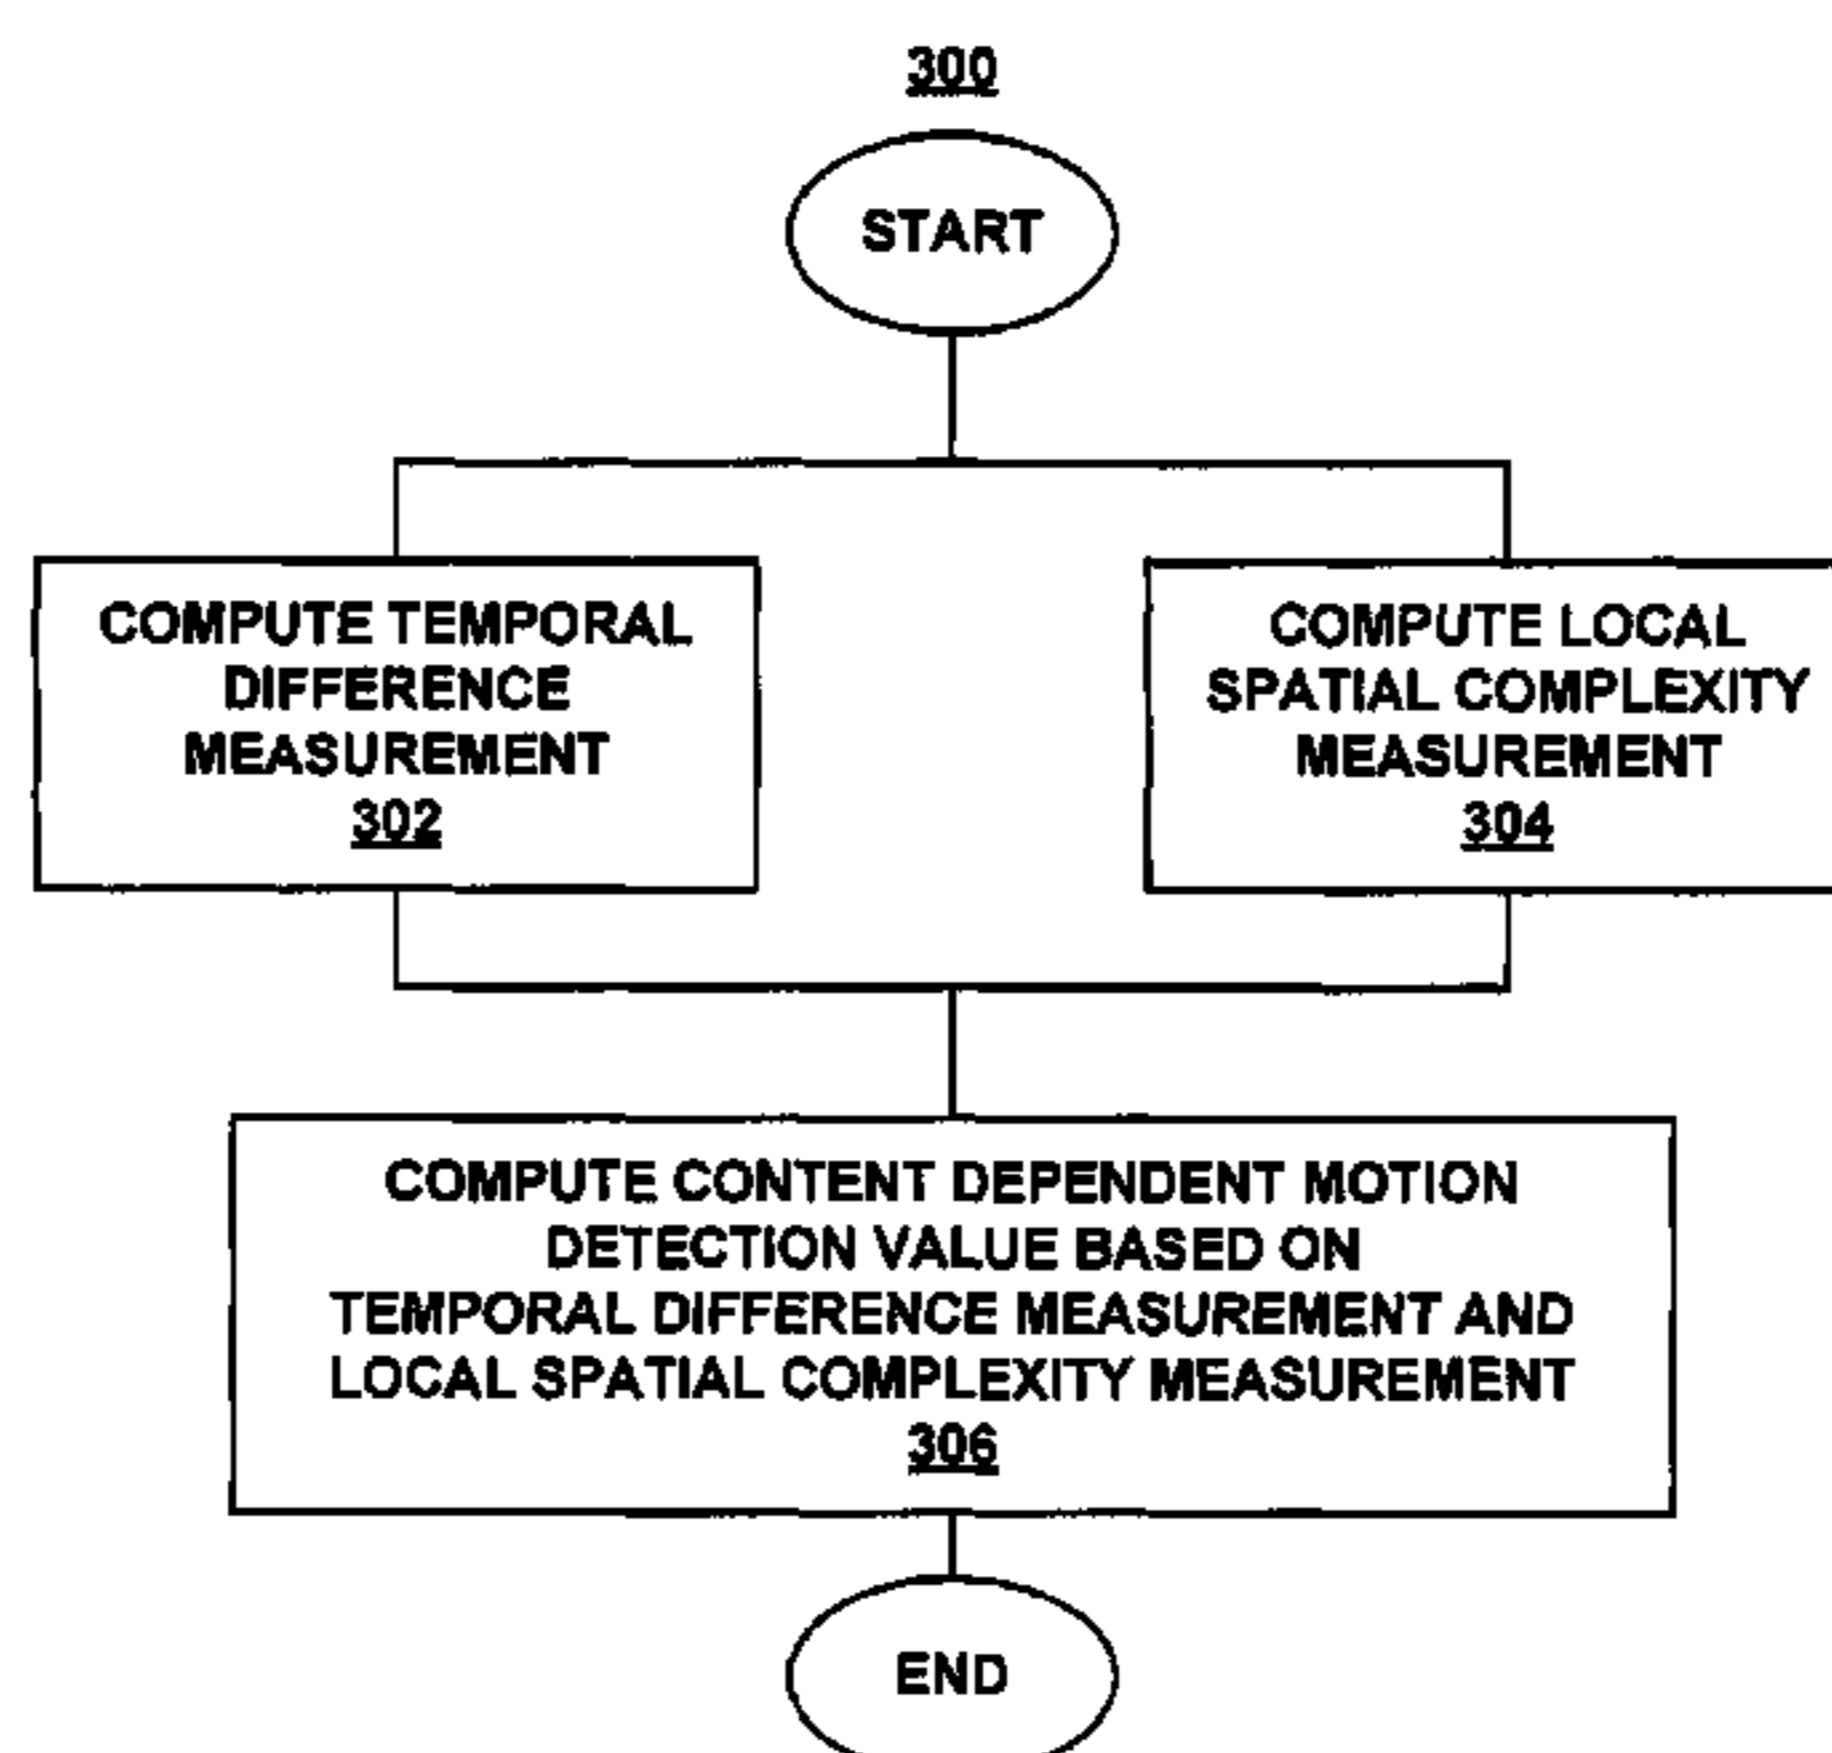 300
START
COMPUTE TEMPORAL
DIFFERENCE
MEASUREMENT
302
COMPUTE LOCAL
SPATIAL COMPLEXITY
MEASUREMENT
304
COMPUTE CONTENT DEPENDENT MOTION
DETECTION VALUE BASED ON
TEMPORAL DIFFERENCE MEASUREMENT AND
LOCAL SPATIAL COMPLEXITY MEASUREMENT
306
END